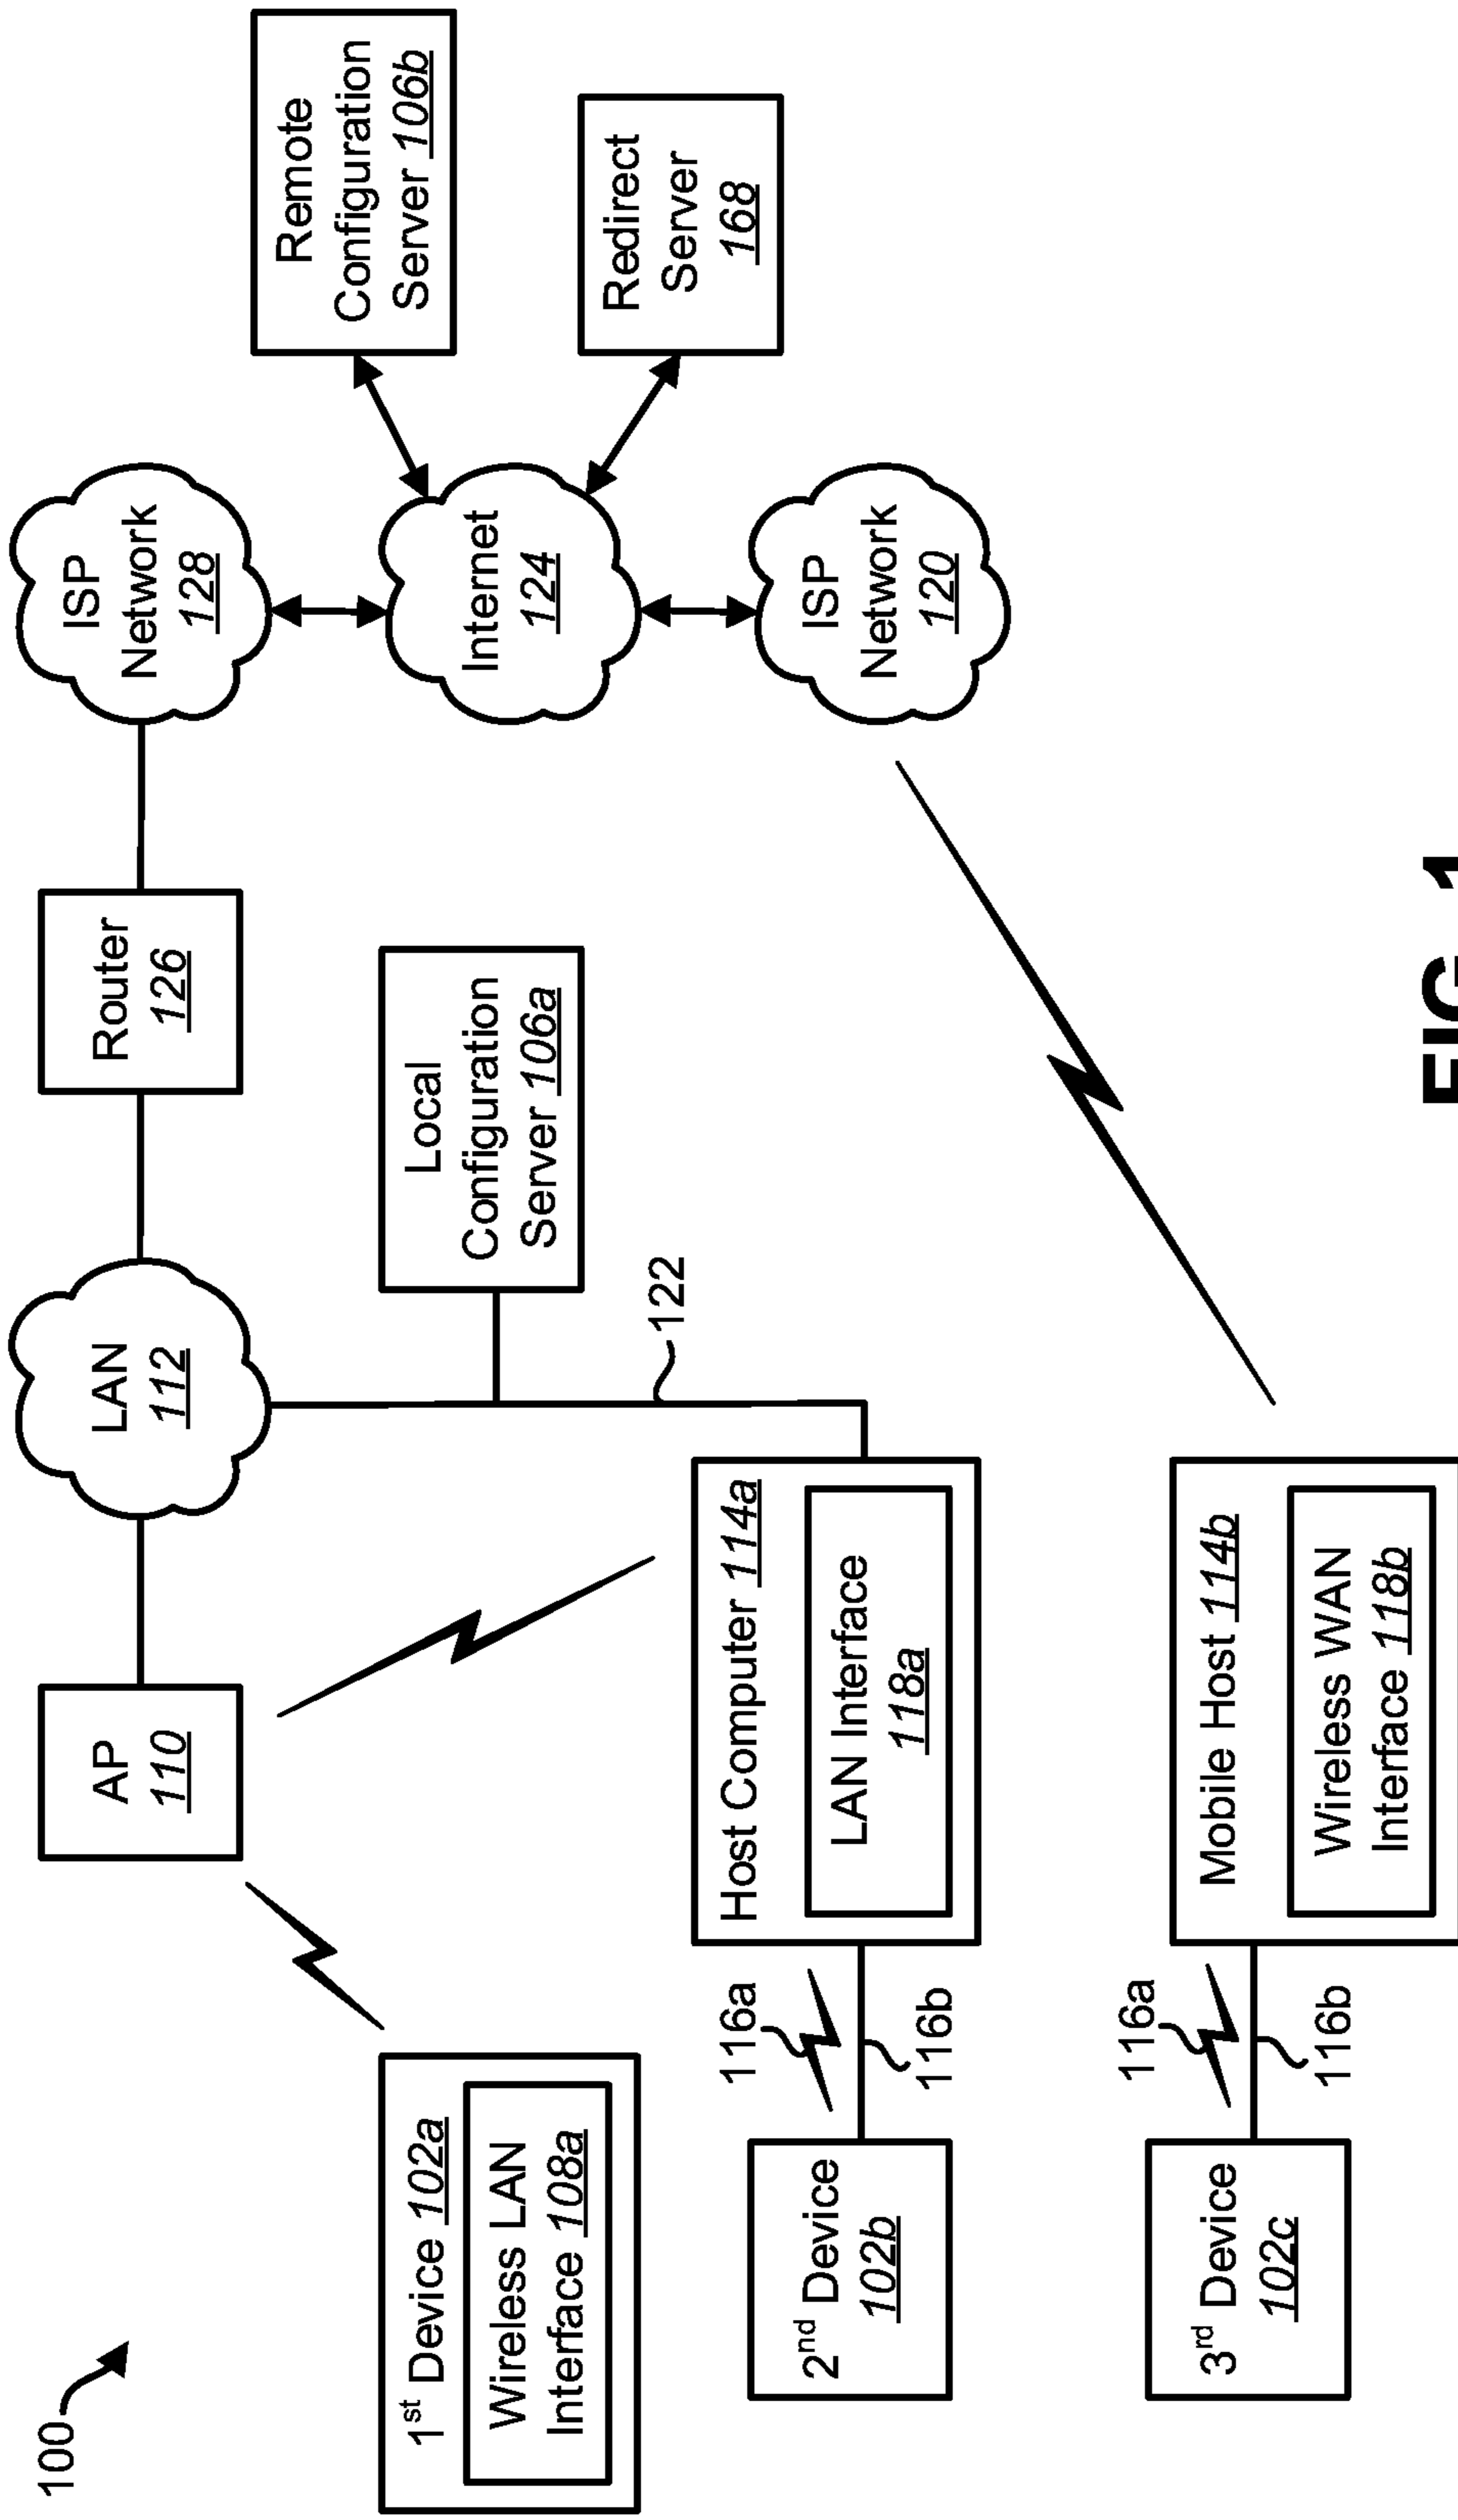 100
1st Device 102a
Wireless LAN
Interface 108a
AP
110
LAN
112
Router
126
ISP
Network
128
Remote
Configuration
Server 106b
Local
Configuration
Server 106a
Internet
124
Redirect
Server
168
122
2nd Device
102b
116a
116b
Host Computer 114a
LAN Interface
118a
ISP
Network
120
3rd Device
102c
116a
116b
Mobile Host 114b
Wireless WAN
Interface 118b
FIG. 1